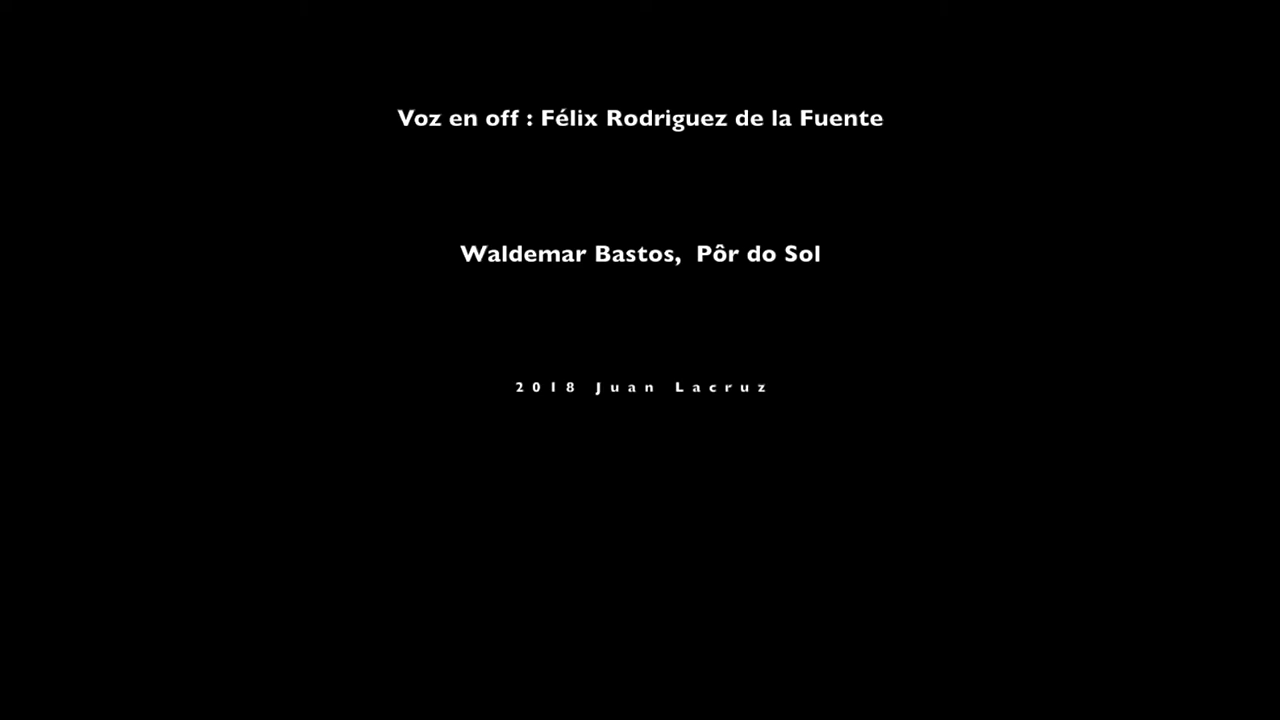 Voz en off : Félix Rodriguez de la Fuente
Waldemar Bastos, Pôr do Sol
2018 Juan Lacruz